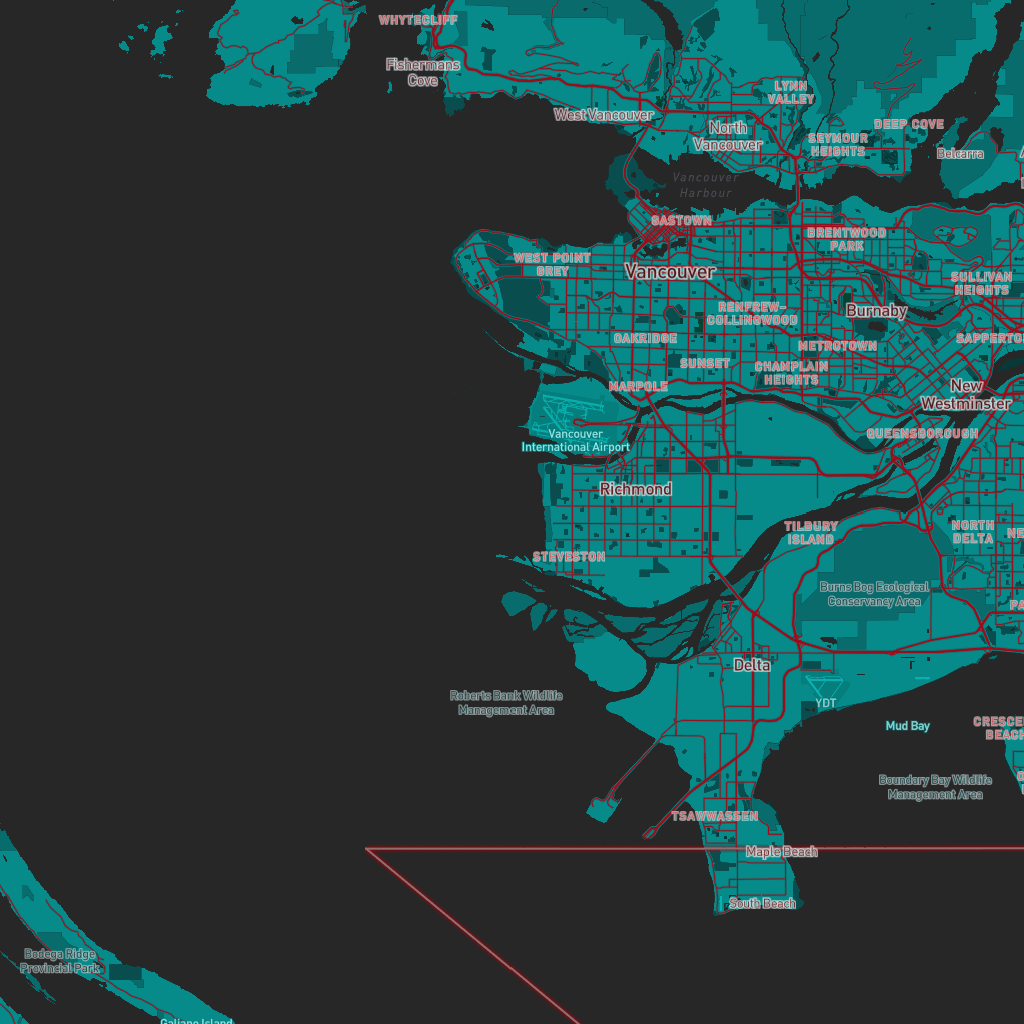 WHYTECLIFF
Fishermans
Cove
West Vancouver
LYNN
VALLEY
North
Vancouver
DEEP COVE
SEYMOUR
HEIGHTS
Belcarra
Vancouver
Harbour
GASTOWN
BRENTWOOD
PARK
WEST POINT
GREY
Vancouver
SULLIVAN
HEIGHTS
RENFREW-
COLLINGWOOD
Burnaby
OAKRIDGE
METROTOWN
SAPPERTO
SUNSET
CHAMPLAIN
HEIGHTS
MARPOLE
New
Westminster
Vancouver
International Airport
QUEENSBOROUGH
Richmond
TILBURY
ISLAND
NORTH
DELTA
NE
STEVESTON
Burns Bog Ecological
Conservancy Area
PA
Delta
Roberts Bank Wildlife
Management Area
YDT
Mud Bay
CRESCE
BEACH
Boundary Bay Wildlife
Management Area
TSAWWASSEN
Maple Beach
South Beach
Bodega Ridge
Provincial Park
Galiano Island